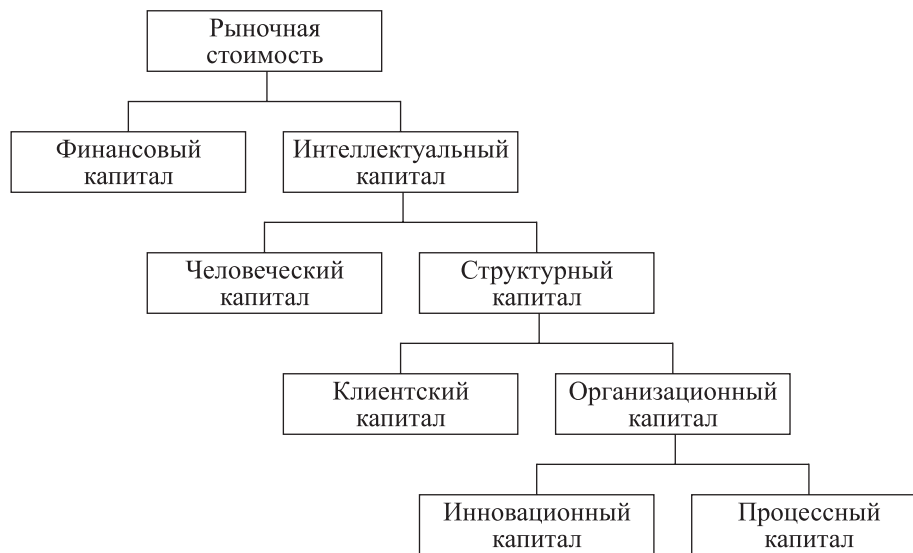 Рыночная
стоимость
Финансовый
капитал
Интеллектуальный
капитал
Человеческий
капитал
Структурный
капитал
Клиентский
капитал
Организационный
капитал
Инновационный
капитал
Процессный
капитал